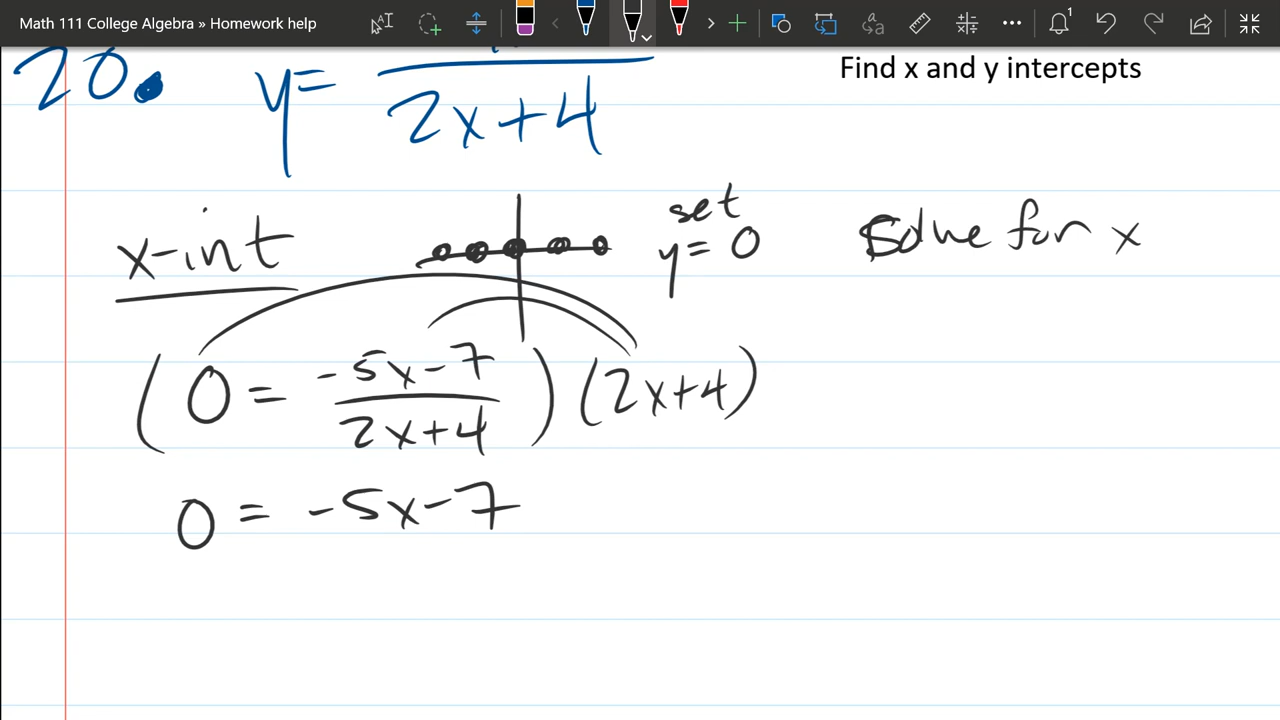 Math 111 College Algebra » Homework help
Find x and y intercepts
20. y= 2x+4
x-int set y=0 Solve for x
(0 = -5x-7/2x+4)(2x+4)
0 = -5x-7